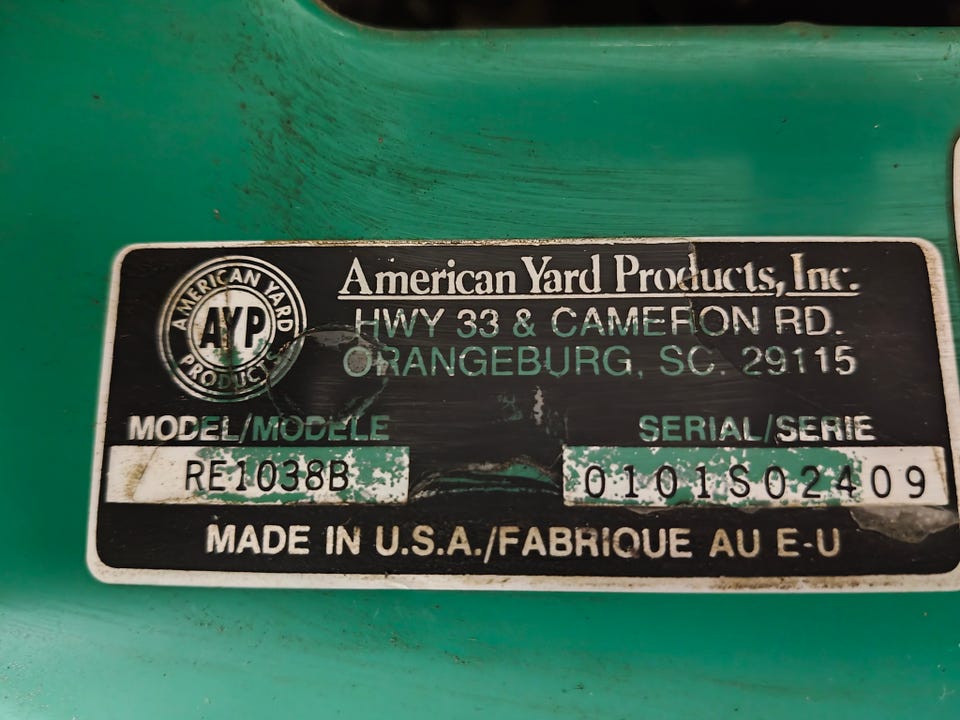 AMERICAN YARD
AYP
PRODUCTS
American Yard Products, Inc.
HWY 33 & CAMERON RD.
ORANGEBURG, SC. 29115
MODEL/MODELE
SERIAL/SERIE
RE1038B
0101S02409
MADE IN U.S.A./FABRIQUE AU E-U